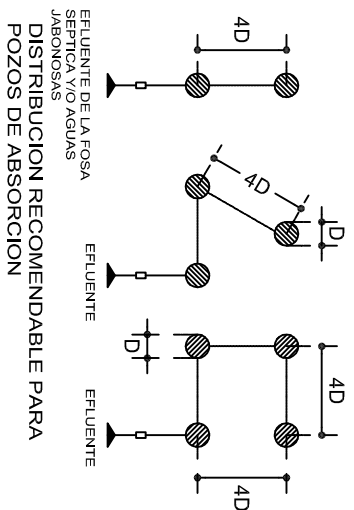 4D
EFLUENTE DE LA FOSA
SEPTICA Y/O AGUAS
JABONOSAS
4D
D
EFLUENTE
D
4D
4D
EFLUENTE
DISTRIBUCION RECOMENDABLE PARA
POZOS DE ABSORCION